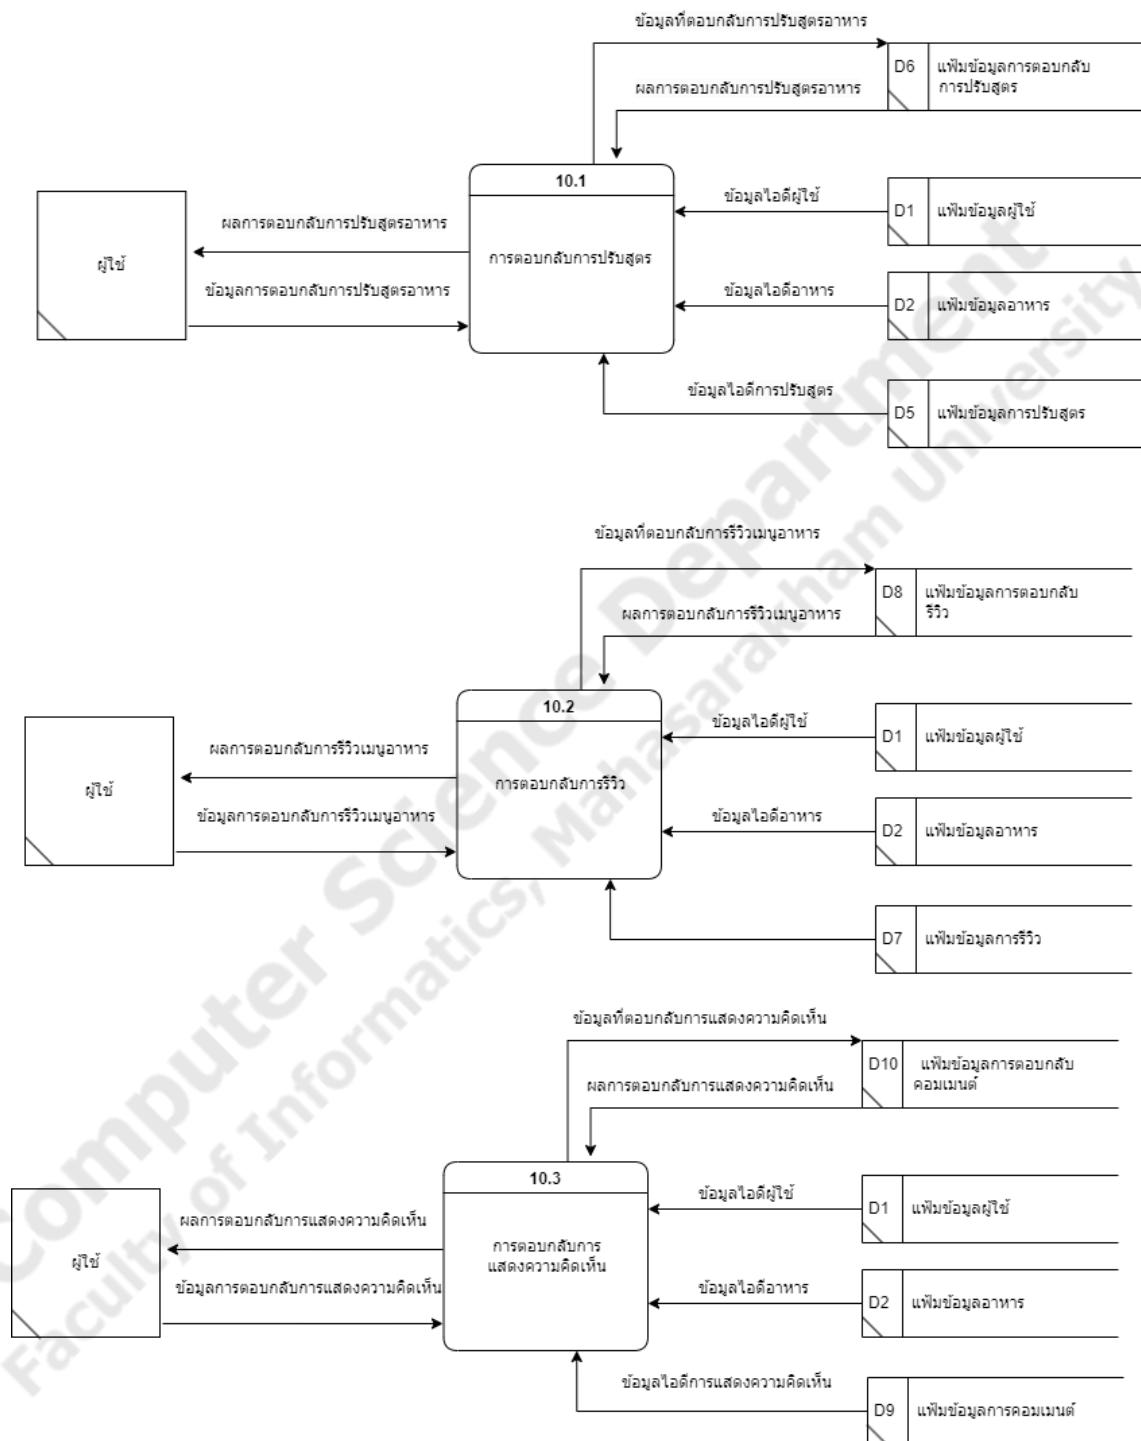 ข้อมูลที่ตอบกลับการปรับสูตรอาหาร
D6
แฟ้มข้อมูลการตอบกลับ
การปรับสูตร
ผลการตอบกลับการปรับสูตรอาหาร
10.1
การตอบกลับการปรับสูตร
ผู้ใช้
ผลการตอบกลับการปรับสูตรอาหาร
ข้อมูลการตอบกลับการปรับสูตรอาหาร
ข้อมูลไอดีผู้ใช้
D1
แฟ้มข้อมูลผู้ใช้
ข้อมูลไอดีอาหาร
D2
แฟ้มข้อมูลอาหาร
ข้อมูลไอดีการปรับสูตร
D5
แฟ้มข้อมูลการปรับสูตร
ข้อมูลที่ตอบกลับการรีวิวเมนูอาหาร
D8
แฟ้มข้อมูลการตอบกลับ
รีวิว
ผลการตอบกลับการรีวิวเมนูอาหาร
10.2
การตอบกลับการรีวิว
ผู้ใช้
ผลการตอบกลับการรีวิวเมนูอาหาร
ข้อมูลการตอบกลับการรีวิวเมนูอาหาร
ข้อมูลไอดีผู้ใช้
D1
แฟ้มข้อมูลผู้ใช้
ข้อมูลไอดีอาหาร
D2
แฟ้มข้อมูลอาหาร
D7
แฟ้มข้อมูลการรีวิว
ข้อมูลที่ตอบกลับการแสดงความคิดเห็น
D10
แฟ้มข้อมูลการตอบกลับ
คอมเมนต์
ผลการตอบกลับการแสดงความคิดเห็น
10.3
การตอบกลับการ
แสดงความคิดเห็น
ผู้ใช้
ผลการตอบกลับการแสดงความคิดเห็น
ข้อมูลการตอบกลับการแสดงความคิดเห็น
ข้อมูลไอดีผู้ใช้
D1
แฟ้มข้อมูลผู้ใช้
ข้อมูลไอดีอาหาร
D2
แฟ้มข้อมูลอาหาร
ข้อมูลไอดีการแสดงความคิดเห็น
D9
แฟ้มข้อมูลการคอมเมนต์
Computer Science Department
Faculty of Informatics, Mahasarakham University